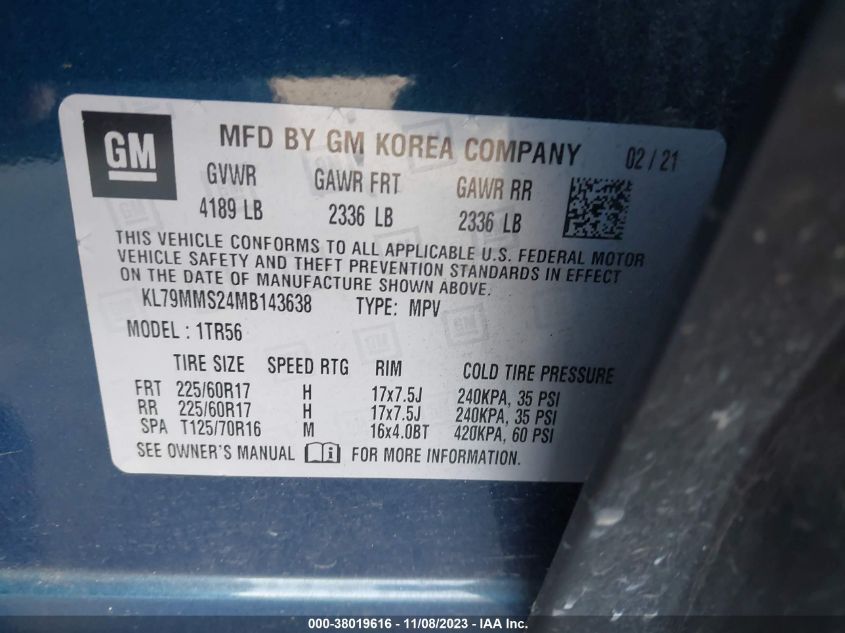 GM
MFD BY GM KOREA COMPANY 02 / 21
GVWR GAWR FRT GAWR RR
4189 LB 2336 LB 2336 LB
THIS VEHICLE CONFORMS TO ALL APPLICABLE U.S. FEDERAL MOTOR
VEHICLE SAFETY AND THEFT PREVENTION STANDARDS IN EFFECT
ON THE DATE OF MANUFACTURE SHOWN ABOVE.
KL79MMS24MB143638 TYPE: MPV
MODEL : 1TR56
TIRE SIZE SPEED RTG RIM COLD TIRE PRESSURE
FRT 225/60R17 H 17x7.5J 240KPA, 35 PSI
RR 225/60R17 H 17x7.5J 240KPA, 35 PSI
SPA T125/70R16 M 16x4.0BT 420KPA, 60 PSI
SEE OWNER'S MANUAL FOR MORE INFORMATION.
000-38019616 - 11/08/2023 - IAA Inc.